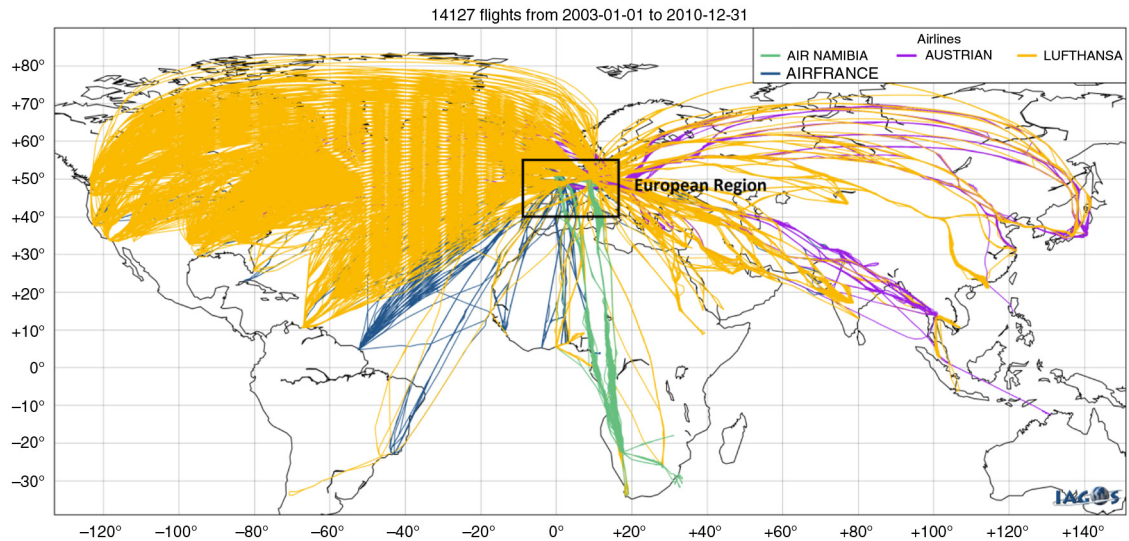 14127 flights from 2003-01-01 to 2010-12-31
Airlines
AIR NAMIBIA AUSTRIAN LUFTHANSA
AIRFRANCE
+80°
+70°
+60°
+50°
European Region
+40°
+30°
+20°
+10°
0°
−10°
−20°
−30°
IAGOS
−120° −100° −80° −60° −40° −20° 0° +20° +40° +60° +80° +100° +120° +140°